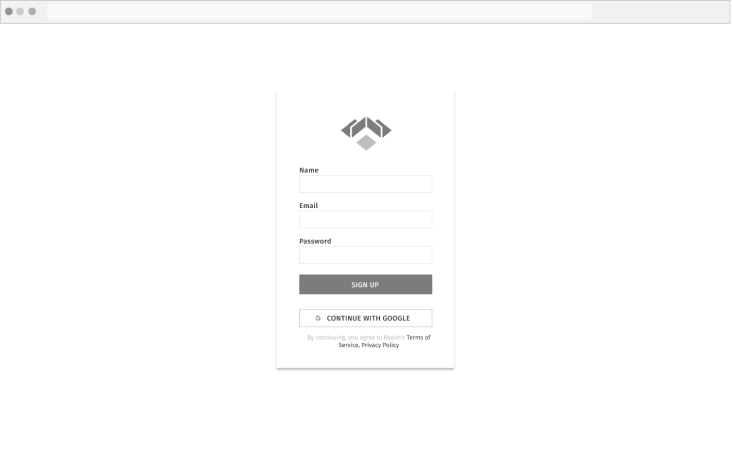 Name
Email
Password
SIGN UP
G CONTINUE WITH GOOGLE
By continuing, you agree to Realm's Terms of
Service, Privacy Policy